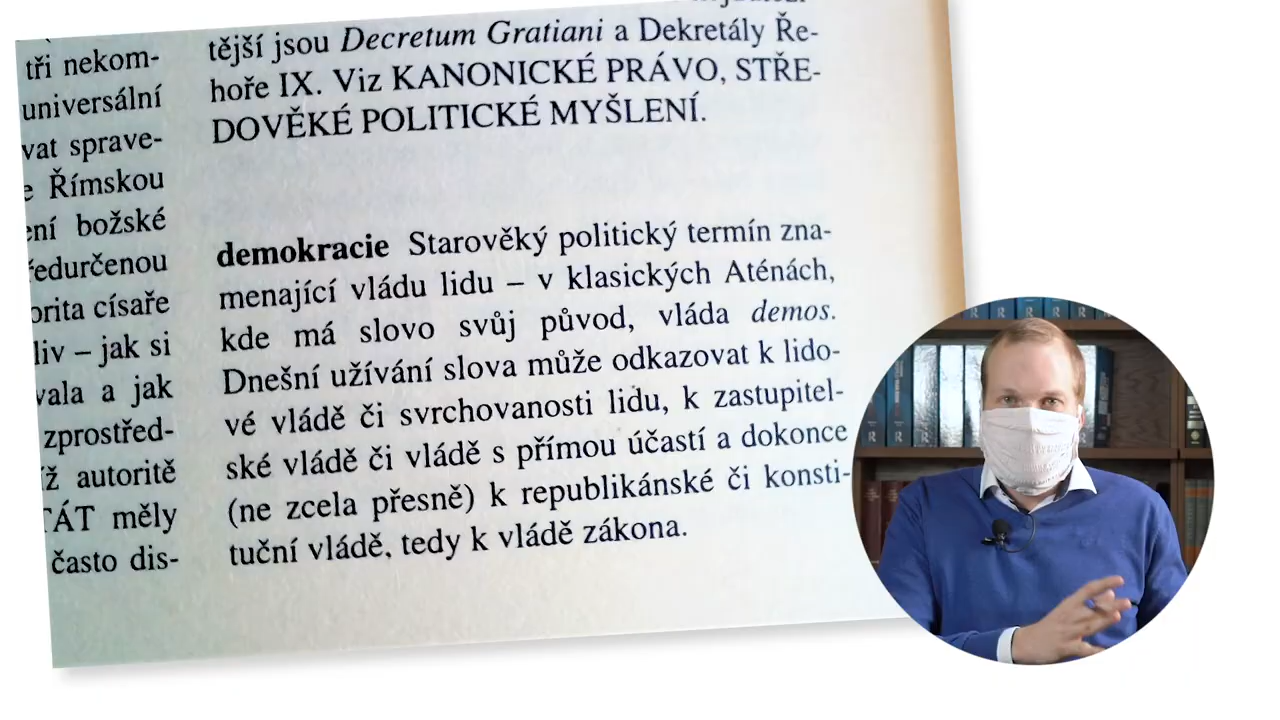 tři nekom-
universální
vat sprave-
Římskou
božské
ředurčenou
orita císaře
liv – jak si
vala a jak
zprostřed-
autoritě
měly
často dis-
tější jsou Decretum Gratiani a Dekretály Ře-
hoře IX. Viz KANONICKÉ PRÁVO, STŘE-
DOVĚKÉ POLITICKÉ MYŠLENÍ.
demokracie Starověký politický termín zna-
menající vládu lidu – v klasických Aténách,
kde má slovo svůj původ, vláda demos.
Dnešní užívání slova může odkazovat k lido-
vé vládě či svrchovanosti lidu, k zastupitel-
ské vládě či vládě s přímou účastí a dokonce
(ne zcela přesně) k republikánské či konsti-
tuční vládě, tedy k vládě zákona.